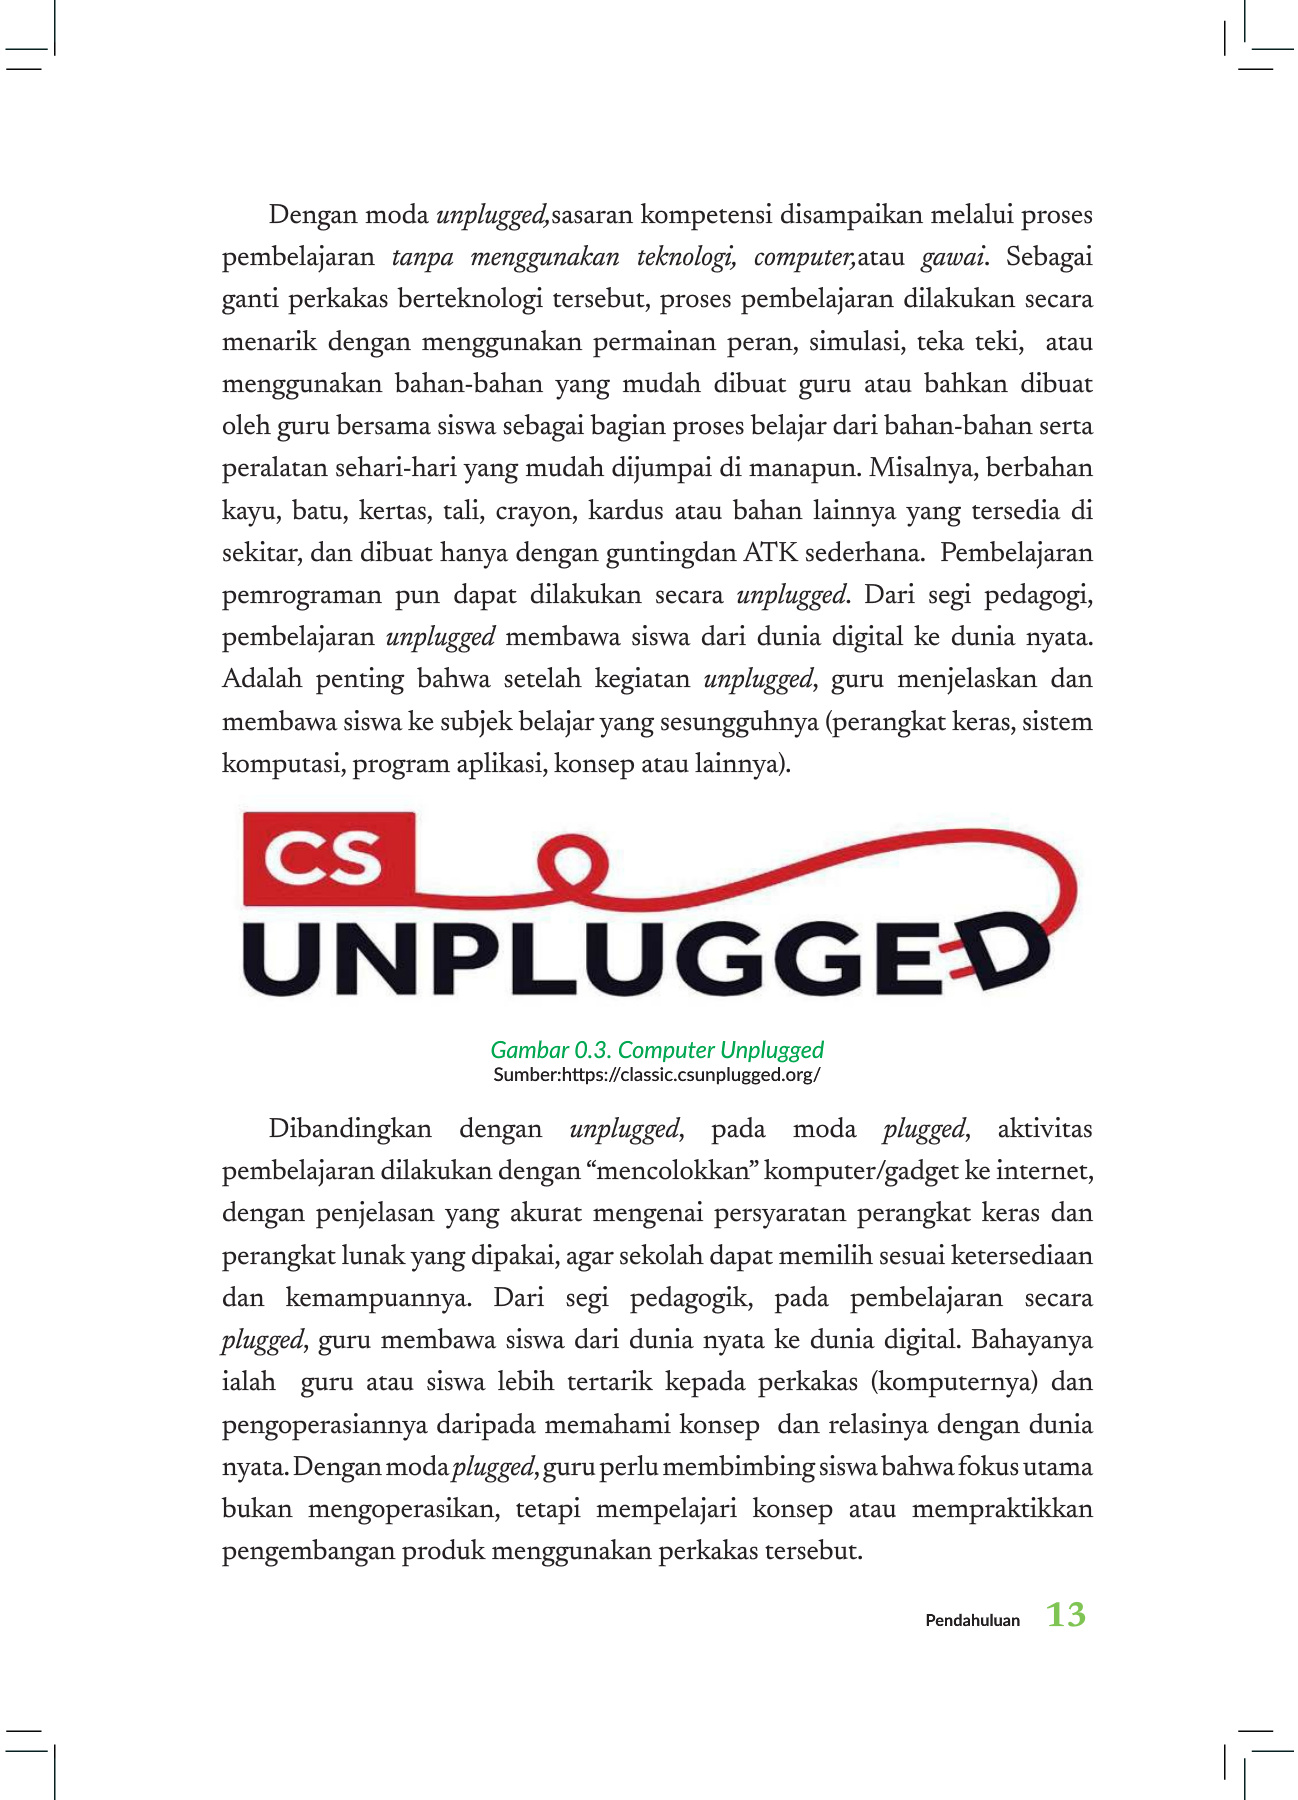 Dengan moda unplugged,sasaran kompetensi disampaikan melalui proses
pembelajaran tanpa menggunakan teknologi, computer,atau gawai. Sebagai
ganti perkakas berteknologi tersebut, proses pembelajaran dilakukan secara
menarik dengan menggunakan permainan peran, simulasi, teka teki, atau
menggunakan bahan-bahan yang mudah dibuat guru atau bahkan dibuat
oleh guru bersama siswa sebagai bagian proses belajar dari bahan-bahan serta
peralatan sehari-hari yang mudah dijumpai di manapun. Misalnya, berbahan
kayu, batu, kertas, tali, crayon, kardus atau bahan lainnya yang tersedia di
sekitar, dan dibuat hanya dengan guntingdan ATK sederhana. Pembelajaran
pemrograman pun dapat dilakukan secara unplugged. Dari segi pedagogi,
pembelajaran unplugged membawa siswa dari dunia digital ke dunia nyata.
Adalah penting bahwa setelah kegiatan unplugged, guru menjelaskan dan
membawa siswa ke subjek belajar yang sesungguhnya (perangkat keras, sistem
komputasi, program aplikasi, konsep atau lainnya).
CS
UNPLUGGED
Gambar 0.3. Computer Unplugged
Sumber:https://classic.csunplugged.org/
Dibandingkan dengan unplugged, pada moda plugged, aktivitas
pembelajaran dilakukan dengan “mencolokkan” komputer/gadget ke internet,
dengan penjelasan yang akurat mengenai persyaratan perangkat keras dan
perangkat lunak yang dipakai, agar sekolah dapat memilih sesuai ketersediaan
dan kemampuannya. Dari segi pedagogik, pada pembelajaran secara
plugged, guru membawa siswa dari dunia nyata ke dunia digital. Bahayanya
ialah guru atau siswa lebih tertarik kepada perkakas (komputernya) dan
pengoperasiannya daripada memahami konsep dan relasinya dengan dunia
nyata. Dengan moda plugged, guru perlu membimbing siswa bahwa fokus utama
bukan mengoperasikan, tetapi mempelajari konsep atau mempraktikkan
pengembangan produk menggunakan perkakas tersebut.
Pendahuluan 13